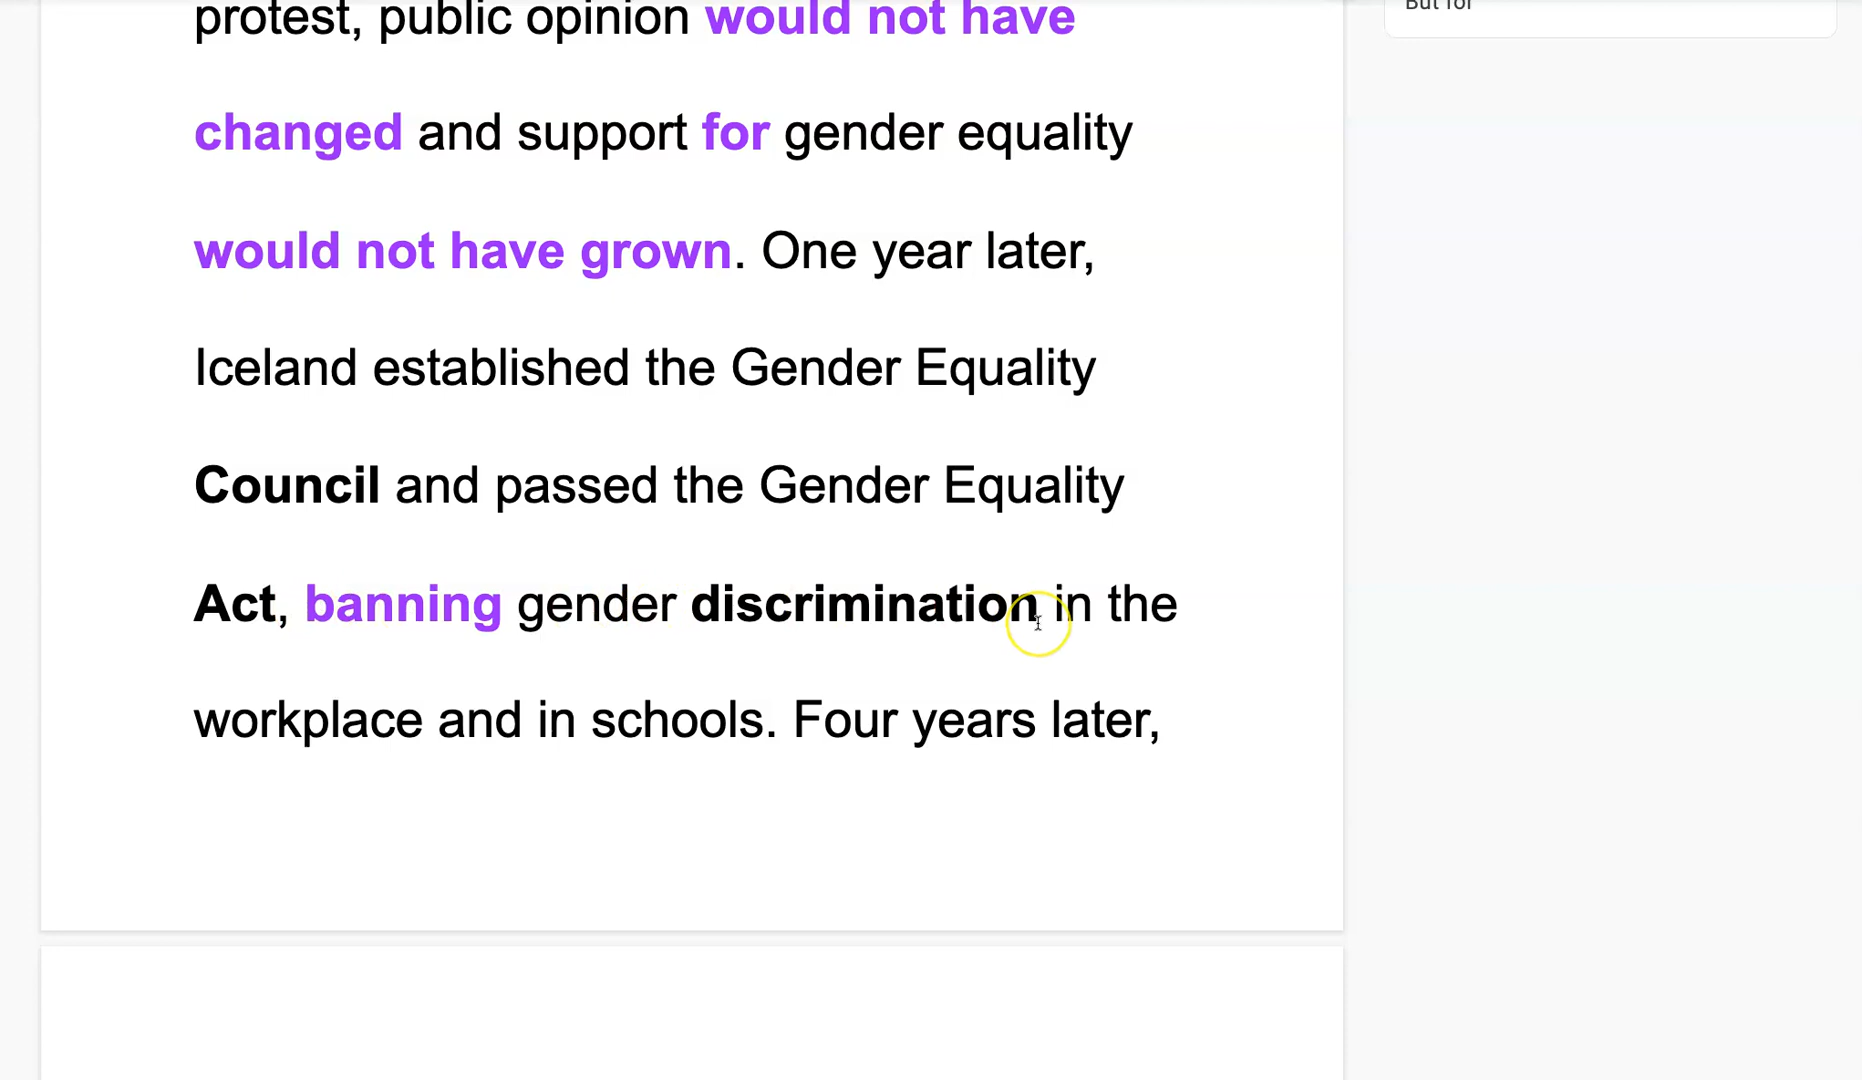 protest, public opinion would not have
But for
changed and support for gender equality
would not have grown. One year later,
Iceland established the Gender Equality
Council and passed the Gender Equality
Act, banning gender discrimination in the
workplace and in schools. Four years later,